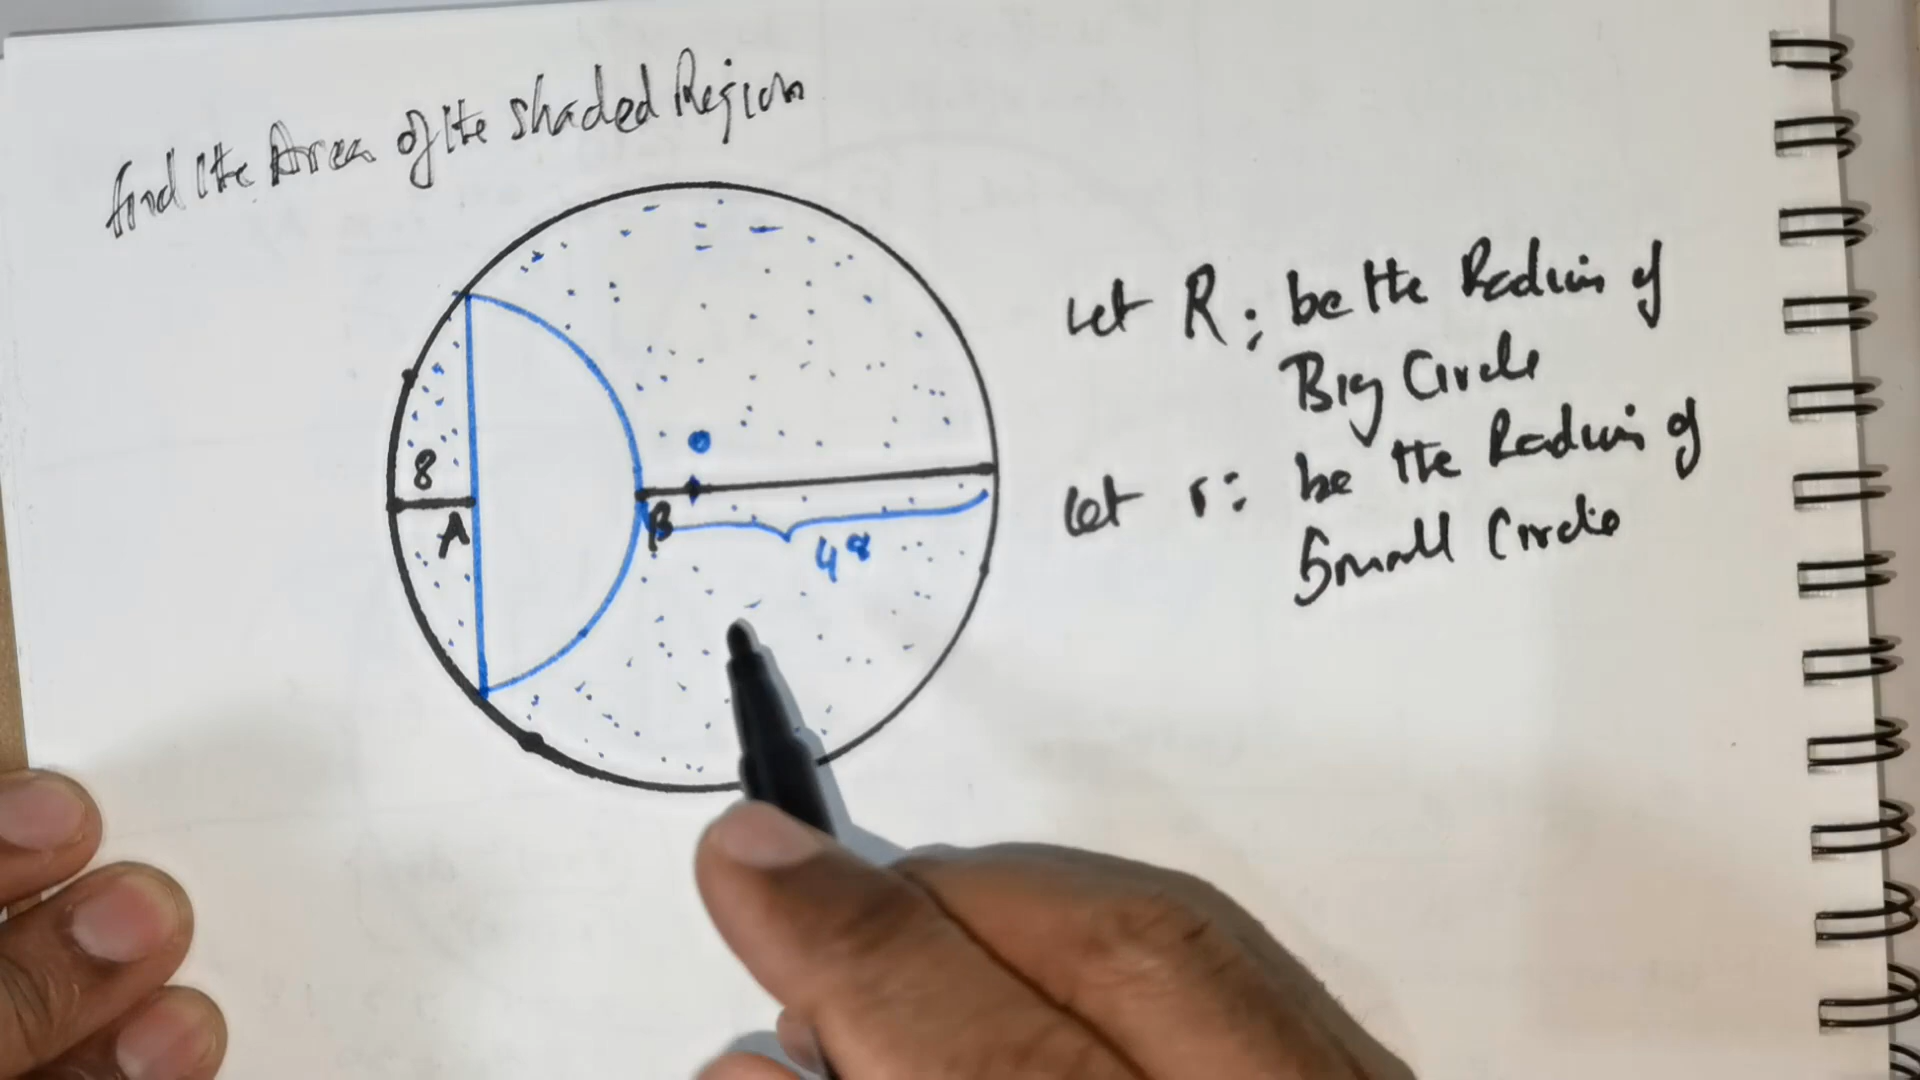 find the Area of the shaded Region
8
A
O
B
48
Let R: be the Radius of
Big Circle
Let r: be the Radius of
Small Circle